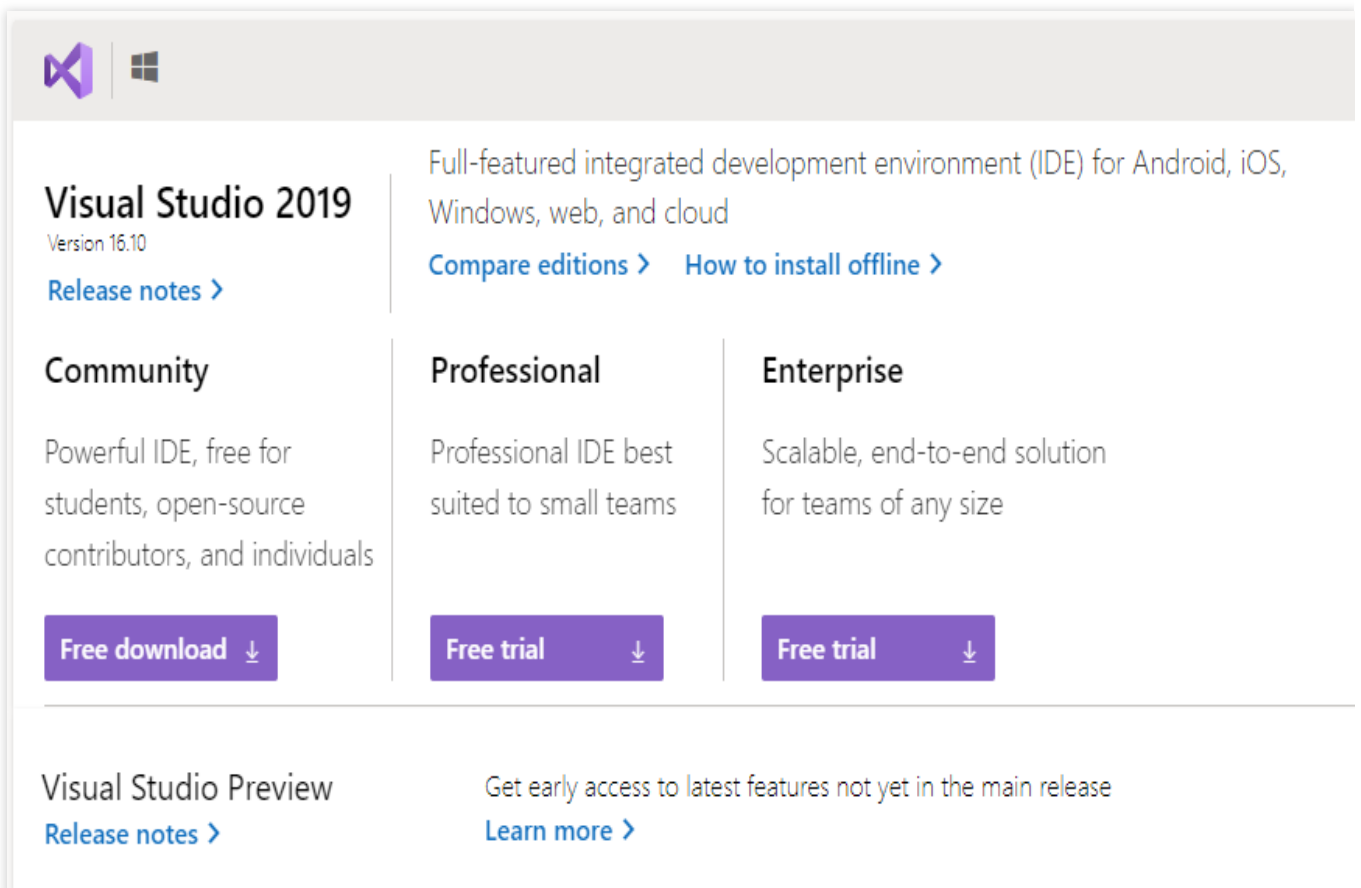 Visual Studio 2019
Version 16.10
Release notes
Full-featured integrated development environment (IDE) for Android, iOS,
Windows, web, and cloud
Compare editions
How to install offline
Community
Powerful IDE, free for
students, open-source
contributors, and individuals
Free download
Professional
Professional IDE best
suited to small teams
Free trial
Enterprise
Scalable, end-to-end solution
for teams of any size
Free trial
Visual Studio Preview
Release notes
Get early access to latest features not yet in the main release
Learn more